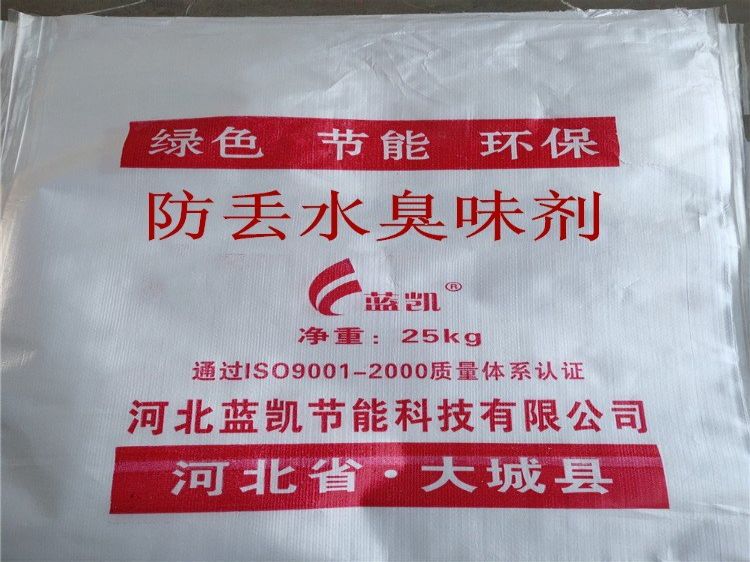 绿色 节能 环保
防丢水臭味剂
蓝凯®
净重：25kg
通过ISO9001-2000质量体系认证
河北蓝凯节能科技有限公司
河北省·大城县